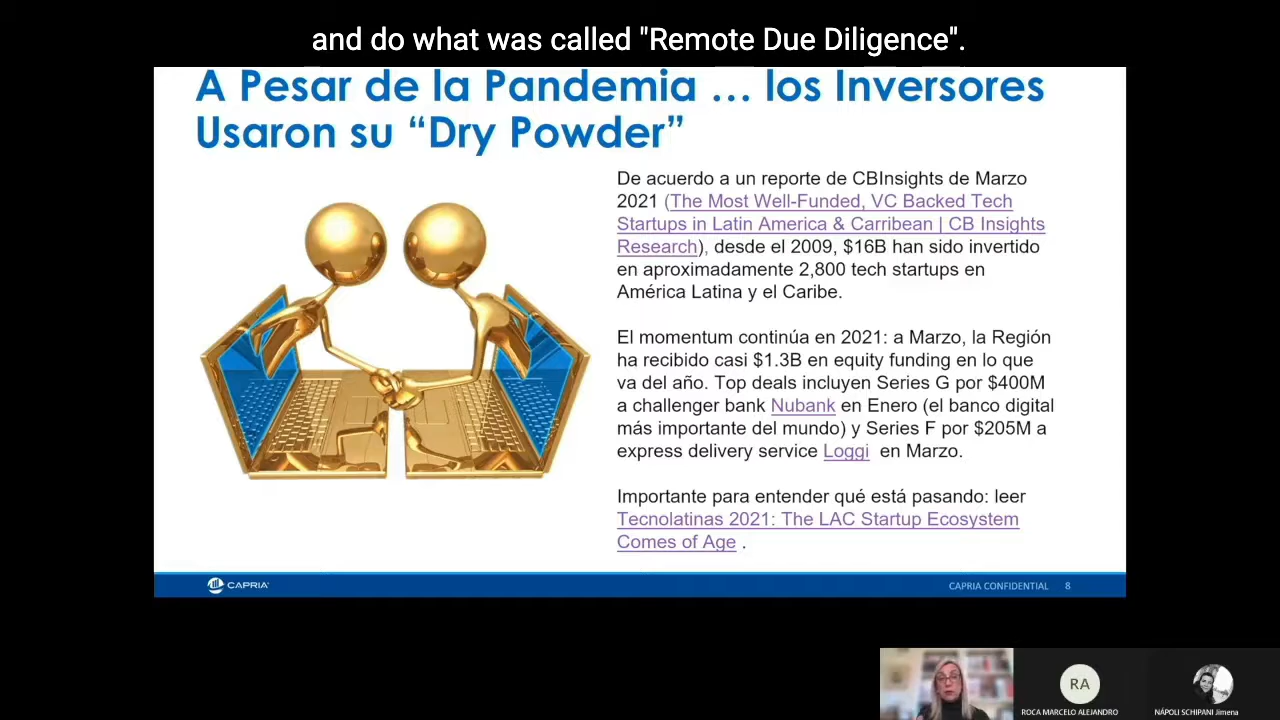 and do what was called "Remote Due Diligence".
A Pesar de la Pandemia … los Inversores
Usaron su “Dry Powder”
De acuerdo a un reporte de CBInsights de Marzo
2021 (The Most Well-Funded, VC Backed Tech
Startups in Latin America & Carribean | CB Insights
Research), desde el 2009, $16B han sido invertido
en aproximadamente 2,800 tech startups en
América Latina y el Caribe.
El momentum continúa en 2021: a Marzo, la Región
ha recibido casi $1.3B en equity funding en lo que
va del año. Top deals incluyen Series G por $400M
a challenger bank Nubank en Enero (el banco digital
más importante del mundo) y Series F por $205M a
express delivery service Loggi en Marzo.
Importante para entender qué está pasando: leer
Tecnolatinas 2021: The LAC Startup Ecosystem
Comes of Age .
CAPRIA
CAPRIA CONFIDENTIAL 8
RA
ROCA MARCELO ALEJANDRO
NÁPOLI SCHIPANI Jimena